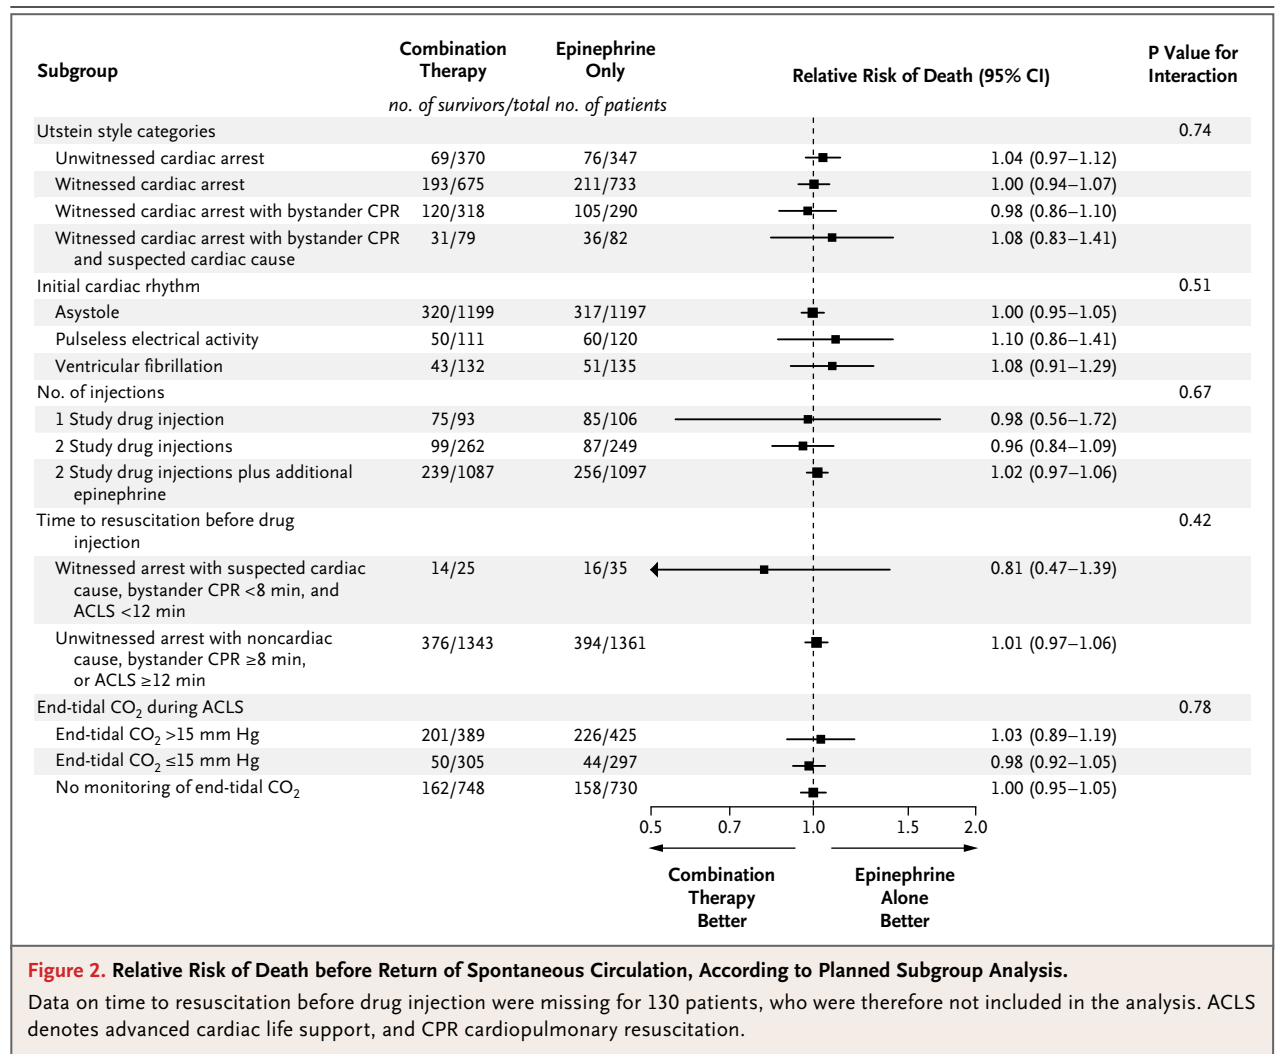 Subgroup
Combination Therapy
Epinephrine Only
Relative Risk of Death (95% CI)
P Value for Interaction
no. of survivors/total no. of patients
Utstein style categories 0.74
Unwitnessed cardiac arrest 69/370 76/347 1.04 (0.97–1.12)
Witnessed cardiac arrest 193/675 211/733 1.00 (0.94–1.07)
Witnessed cardiac arrest with bystander CPR 120/318 105/290 0.98 (0.86–1.10)
Witnessed cardiac arrest with bystander CPR 31/79 36/82 1.08 (0.83–1.41)
and suspected cardiac cause
Initial cardiac rhythm 0.51
Asystole 320/1199 317/1197 1.00 (0.95–1.05)
Pulseless electrical activity 50/111 60/120 1.10 (0.86–1.41)
Ventricular fibrillation 43/132 51/135 1.08 (0.91–1.29)
No. of injections 0.67
1 Study drug injection 75/93 85/106 0.98 (0.56–1.72)
2 Study drug injections 99/262 87/249 0.96 (0.84–1.09)
2 Study drug injections plus additional 239/1087 256/1097 1.02 (0.97–1.06)
epinephrine
Time to resuscitation before drug 0.42
injection
Witnessed arrest with suspected cardiac 14/25 16/35 0.81 (0.47–1.39)
cause, bystander CPR <8 min, and
ACLS <12 min
Unwitnessed arrest with noncardiac 376/1343 394/1361 1.01 (0.97–1.06)
cause, bystander CPR ≥8 min,
or ACLS ≥12 min
End-tidal CO₂ during ACLS 0.78
End-tidal CO₂ >15 mm Hg 201/389 226/425 1.03 (0.89–1.19)
End-tidal CO₂ ≤15 mm Hg 50/305 44/297 0.98 (0.92–1.05)
No monitoring of end-tidal CO₂ 162/748 158/730 1.00 (0.95–1.05)
0.5 0.7 1.0 1.5 2.0
Combination Therapy Better
Epinephrine Alone Better
Figure 2. Relative Risk of Death before Return of Spontaneous Circulation, According to Planned Subgroup Analysis.
Data on time to resuscitation before drug injection were missing for 130 patients, who were therefore not included in the analysis. ACLS
denotes advanced cardiac life support, and CPR cardiopulmonary resuscitation.